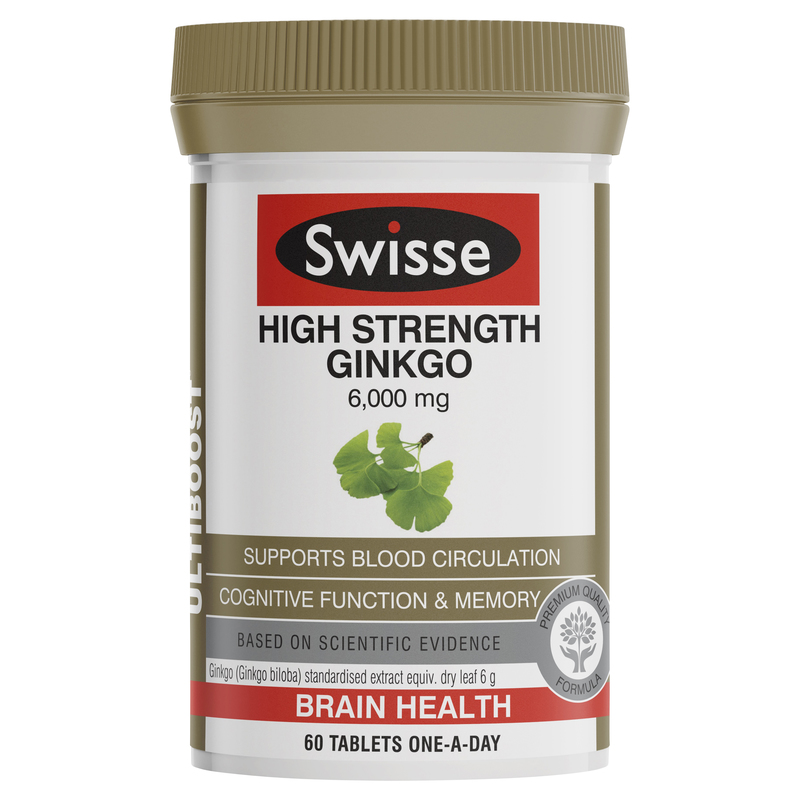 Swisse
HIGH STRENGTH
GINKGO
6,000 mg
ULTIBOOST
SUPPORTS BLOOD CIRCULATION
COGNITIVE FUNCTION & MEMORY
PREMIUM QUALITY
FORMULA
BASED ON SCIENTIFIC EVIDENCE
Ginkgo (Ginkgo biloba) standardised extract equiv. dry leaf 6 g
BRAIN HEALTH
60 TABLETS ONE-A-DAY